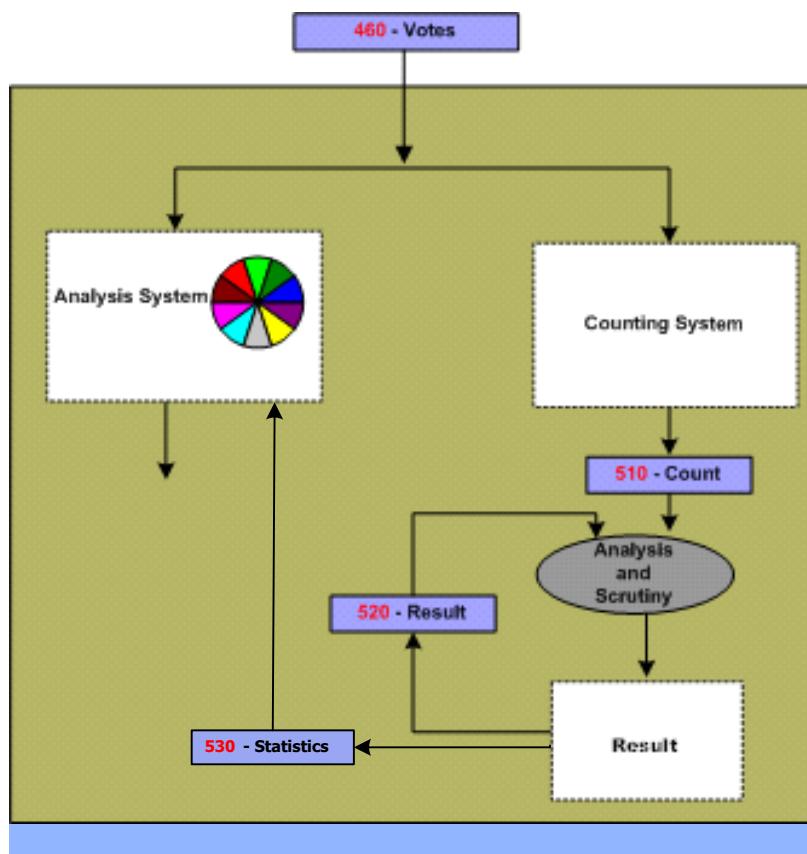 460 - Votes
Analysis System
Counting System
510 - Count
Analysis
and
Scrutiny
520 - Result
530 - Statistics
Result